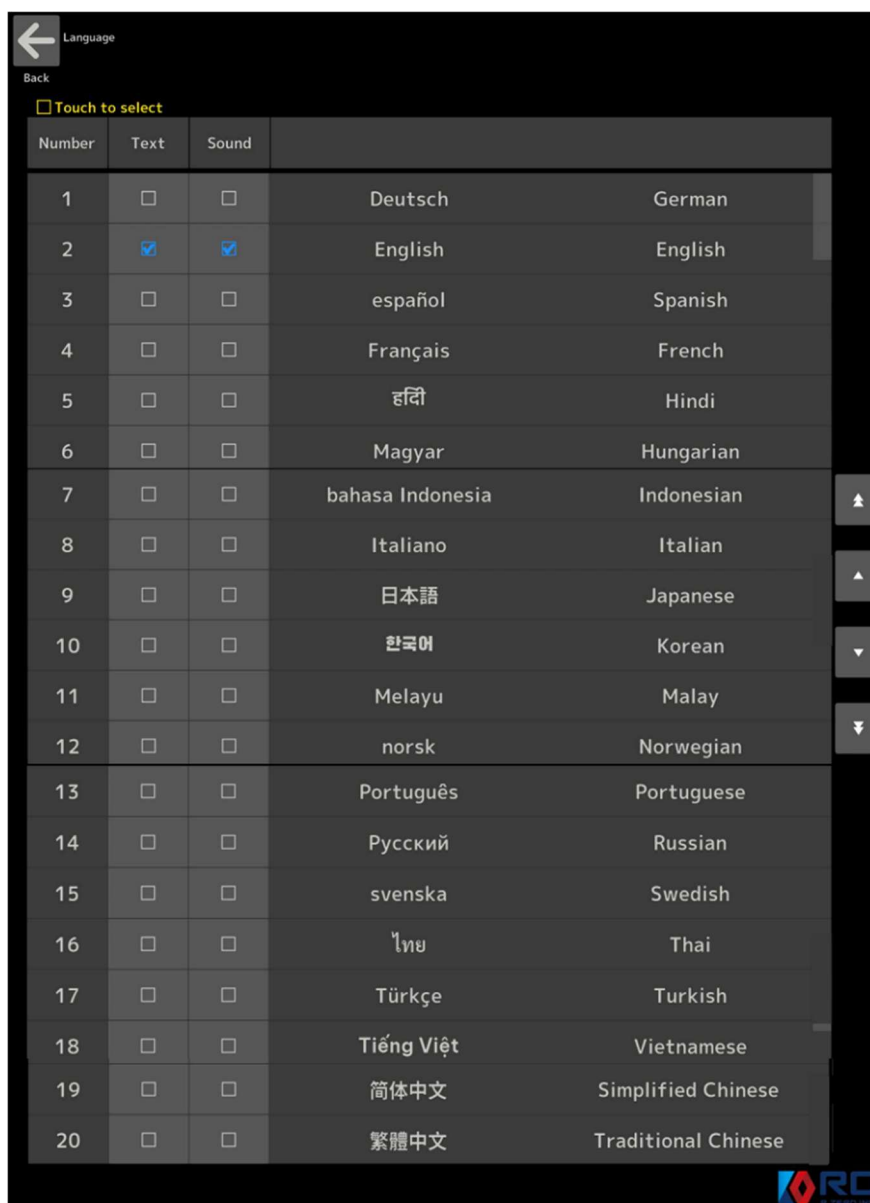 Language
Back
Touch to select
Number Text Sound
1 Deutsch German
2 English English
3 español Spanish
4 Français French
5 हिंदी Hindi
6 Magyar Hungarian
7 bahasa Indonesia Indonesian
8 Italiano Italian
9 日本語 Japanese
10 한국어 Korean
11 Melayu Malay
12 norsk Norwegian
13 Português Portuguese
14 Русский Russian
15 svenska Swedish
16 ไทย Thai
17 Türkçe Turkish
18 Tiếng Việt Vietnamese
19 简体中文 Simplified Chinese
20 繁體中文 Traditional Chinese